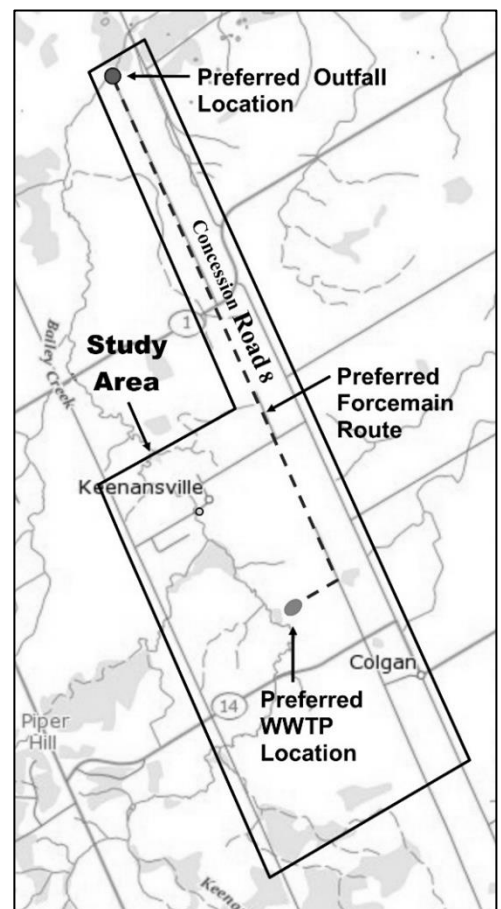 Preferred Outfall
Location
Concession Road 8
1
Bailey Creek
Study
Area
Preferred
Forcemain
Route
Keenansville
Colgan
14
Preferred
WWTP
Location
Piper
Hill